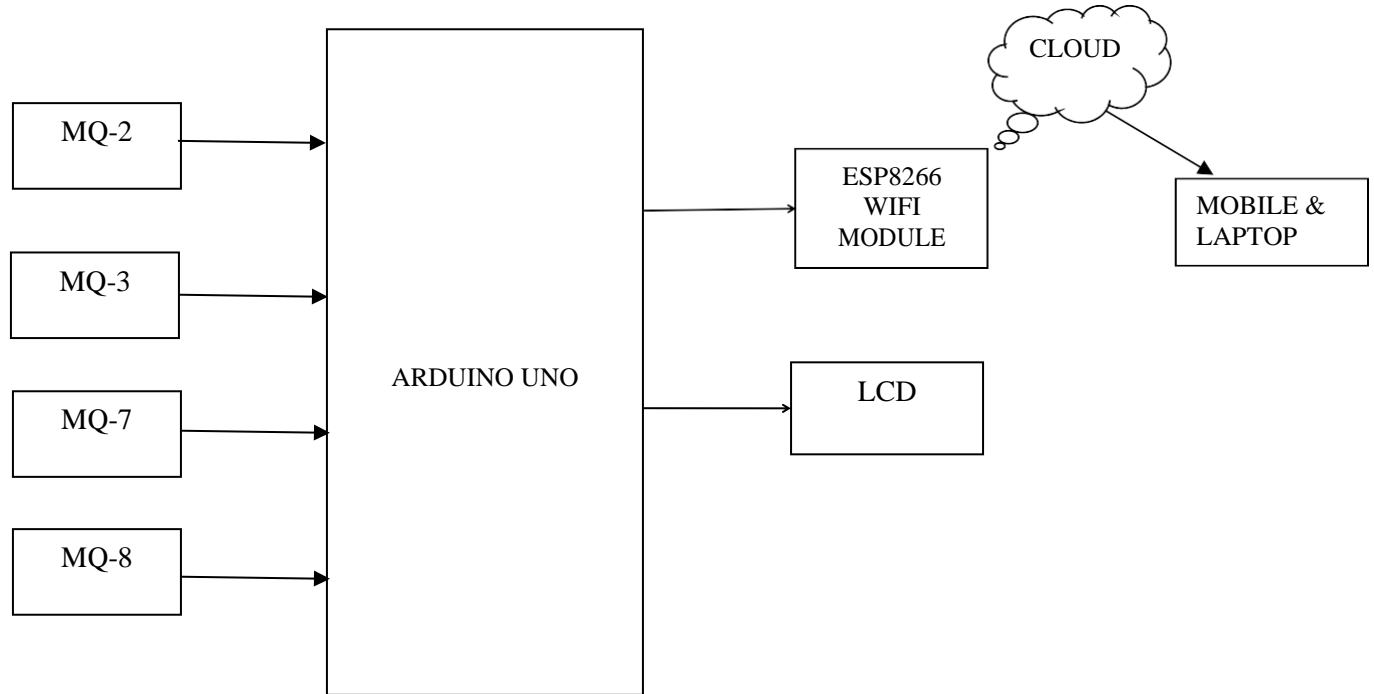 CLOUD
MQ-2
ESP8266
WIFI
MODULE
MOBILE &
LAPTOP
MQ-3
ARDUINO UNO
LCD
MQ-7
MQ-8